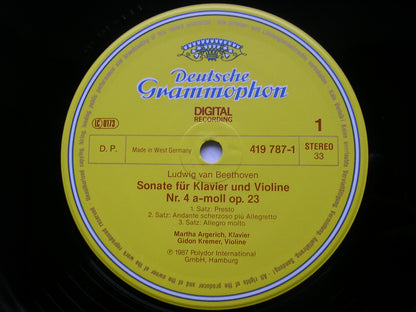 Deutsche
Grammophon
DIGITAL
RECORDING
LC 0173
1
D. P.
Made in West Germany
419 787-1
STEREO
33
Ludwig van Beethoven
Sonate für Klavier und Violine
Nr. 4 a-moll op. 23
1. Satz: Presto
2. Satz: Andante scherzoso più Allegretto
3. Satz: Allegro molto
Martha Argerich, Klavier
Gidon Kremer, Violine
℗ 1987 Polydor International
GmbH, Hamburg